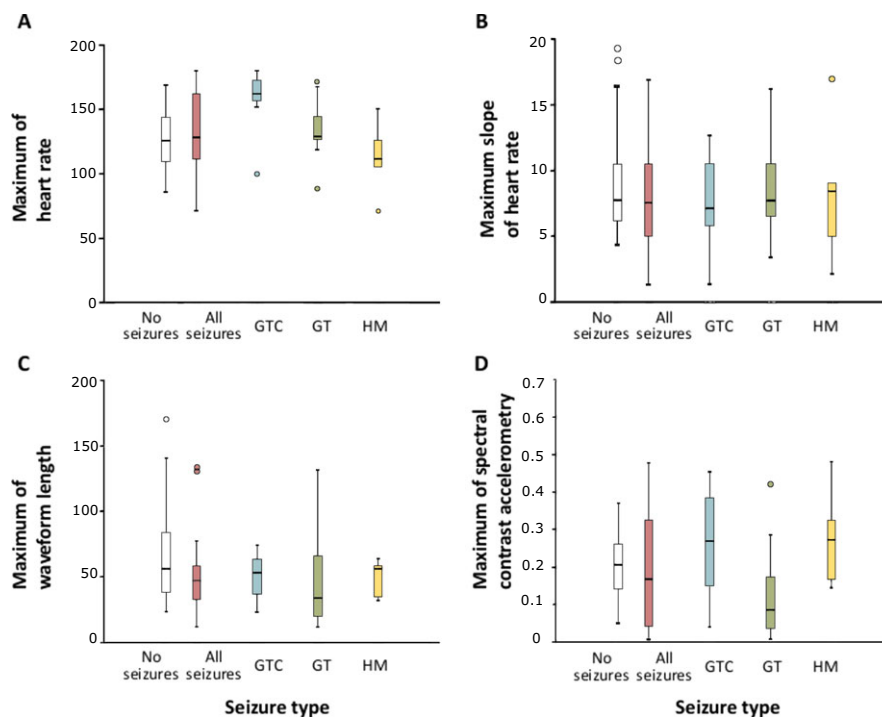 A
Maximum of
heart rate
200
150
100
50
0
No
seizures
All
seizures
GTC
GT
HM
B
Maximum slope
of heart rate
20
15
10
5
0
No
seizures
All
seizures
GTC
GT
HM
C
Maximum of
waveform length
200
150
100
50
0
No
seizures
All
seizures
GTC
GT
HM
Seizure type
D
Maximum of spectral
contrast accelerometry
0.7
0.6
0.5
0.4
0.3
0.2
0.1
0
No
seizures
All
seizures
GTC
GT
HM
Seizure type